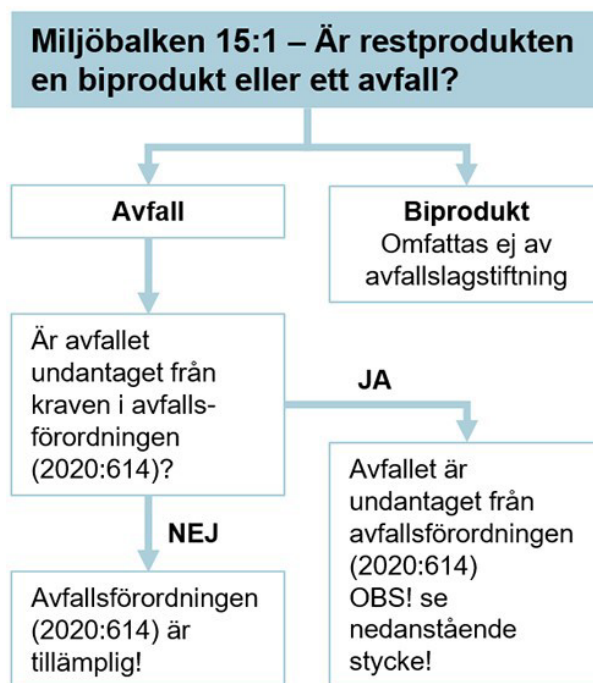 Miljöbalken 15:1 – Är restprodukten
en biprodukt eller ett avfall?
Avfall
Biprodukt
Omfattas ej av
avfallslagstiftning
Är avfallet
undantaget från
kraven i avfalls-
förordningen
(2020:614)?
JA
Avfallet är
undantaget från
avfallsförordningen
(2020:614)
OBS! se
nedanstående
stycke!
NEJ
Avfallsförordningen
(2020:614) är
tillämplig!